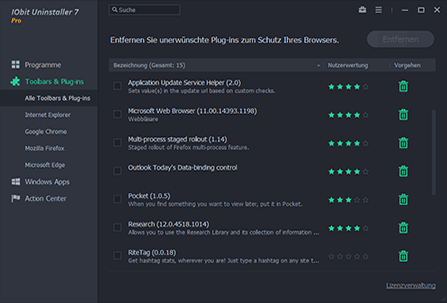 IObit Uninstaller 7
Pro
Suche
Entfernen Sie unerwünschte Plug-ins zum Schutz Ihres Browsers.
Entfernen
Programme
Toolbars & Plug-ins
Alle Toolbars & Plug-ins
Internet Explorer
Google Chrome
Mozilla Firefox
Microsoft Edge
Windows Apps
Action Center
Bezeichnung (Gesamt: 15)
Nutzerwertung
Vorgehen
Application Update Service Helper (2.0)
Sets value(s) in the update url based on custom checks.
Microsoft Web Browser (11.00.14393.1198)
Webbläsare
Multi-process staged rollout (1.14)
Staged rollout of Firefox multi-process feature.
Outlook Today's Data-binding control
Pocket (1.0.5)
When you find something you want to view later, put it in Pocket.
Research (12.0.4518.1014)
Allows you to use the Research Library and its collection of information ...
RiteTag (0.0.18)
Get hashtag stats, wherever you are! Just type a hashtag on any site t...
Lizenzverwaltung